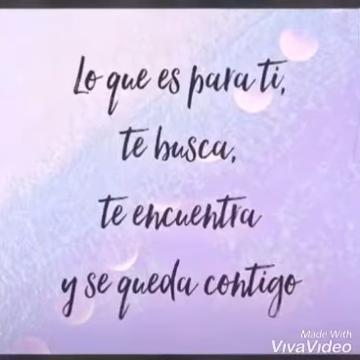 Lo que es para ti,
te busca,
te encuentra
y se queda contigo
Made With
VivaVideo